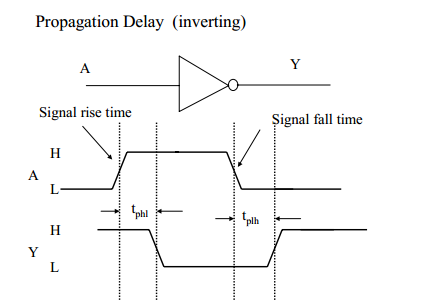 Propagation Delay (inverting)
A
Y
Signal rise time
Signal fall time
H
A
L
tphl
tplh
H
Y
L